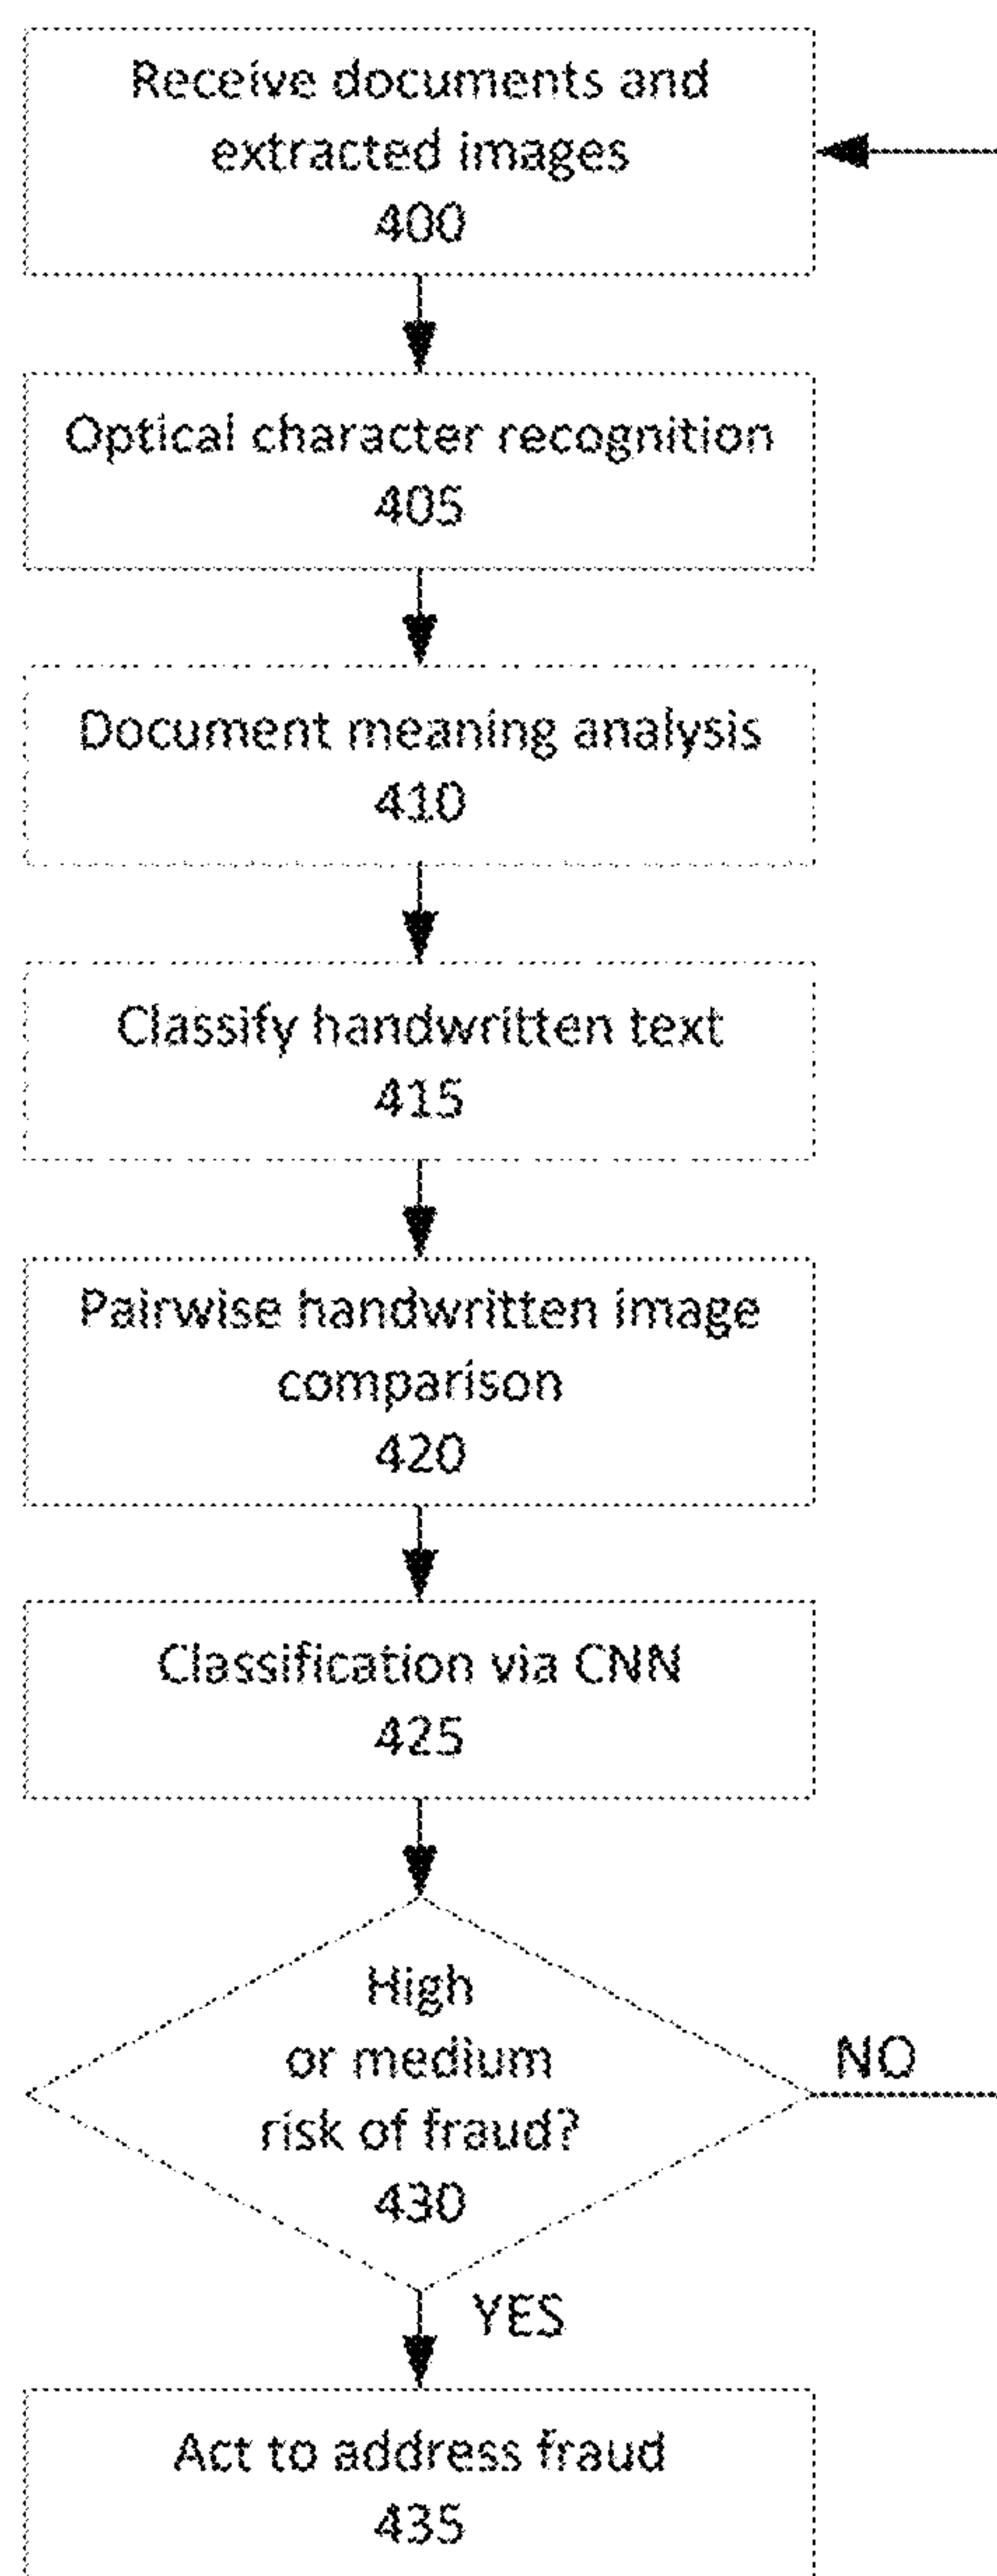 Receive documents and
extracted images
400
Optical character recognition
405
Document meaning analysis
410
Classify handwritten text
415
Pairwise handwritten image
comparison
420
Classification via CNN
425
High
or medium
risk of fraud?
430
NO
YES
Act to address fraud
435